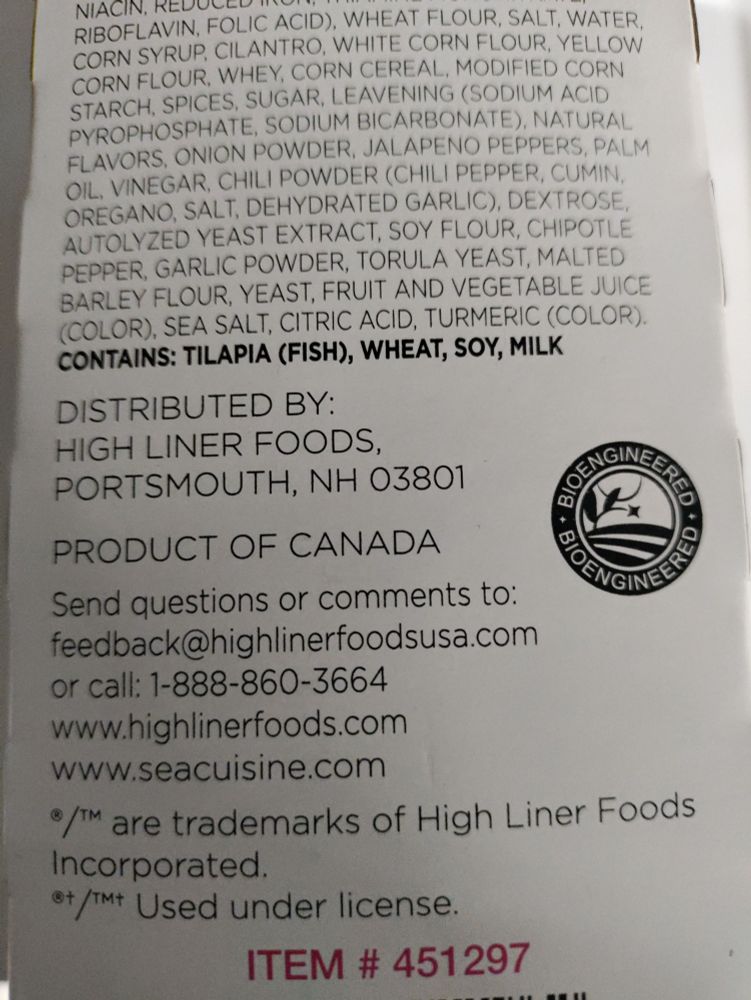 NIACIN, REDUCED IRON,
RIBOFLAVIN, FOLIC ACID), WHEAT FLOUR, SALT, WATER,
CORN SYRUP, CILANTRO, WHITE CORN FLOUR, YELLOW
CORN FLOUR, WHEY, CORN CEREAL, MODIFIED CORN
STARCH, SPICES, SUGAR, LEAVENING (SODIUM ACID
PYROPHOSPHATE, SODIUM BICARBONATE), NATURAL
FLAVORS, ONION POWDER, JALAPENO PEPPERS, PALM
OIL, VINEGAR, CHILI POWDER (CHILI PEPPER, CUMIN,
OREGANO, SALT, DEHYDRATED GARLIC), DEXTROSE,
AUTOLYZED YEAST EXTRACT, SOY FLOUR, CHIPOTLE
PEPPER, GARLIC POWDER, TORULA YEAST, MALTED
BARLEY FLOUR, YEAST, FRUIT AND VEGETABLE JUICE
(COLOR), SEA SALT, CITRIC ACID, TURMERIC (COLOR).
CONTAINS: TILAPIA (FISH), WHEAT, SOY, MILK
DISTRIBUTED BY:
HIGH LINER FOODS,
PORTSMOUTH, NH 03801
BIOENGINEERED
BIOENGINEERED
PRODUCT OF CANADA
Send questions or comments to:
feedback@highlinerfoodsusa.com
or call: 1-888-860-3664
www.highlinerfoods.com
www.seacuisine.com
®/™ are trademarks of High Liner Foods
Incorporated.
®†/™† Used under license.
ITEM # 451297